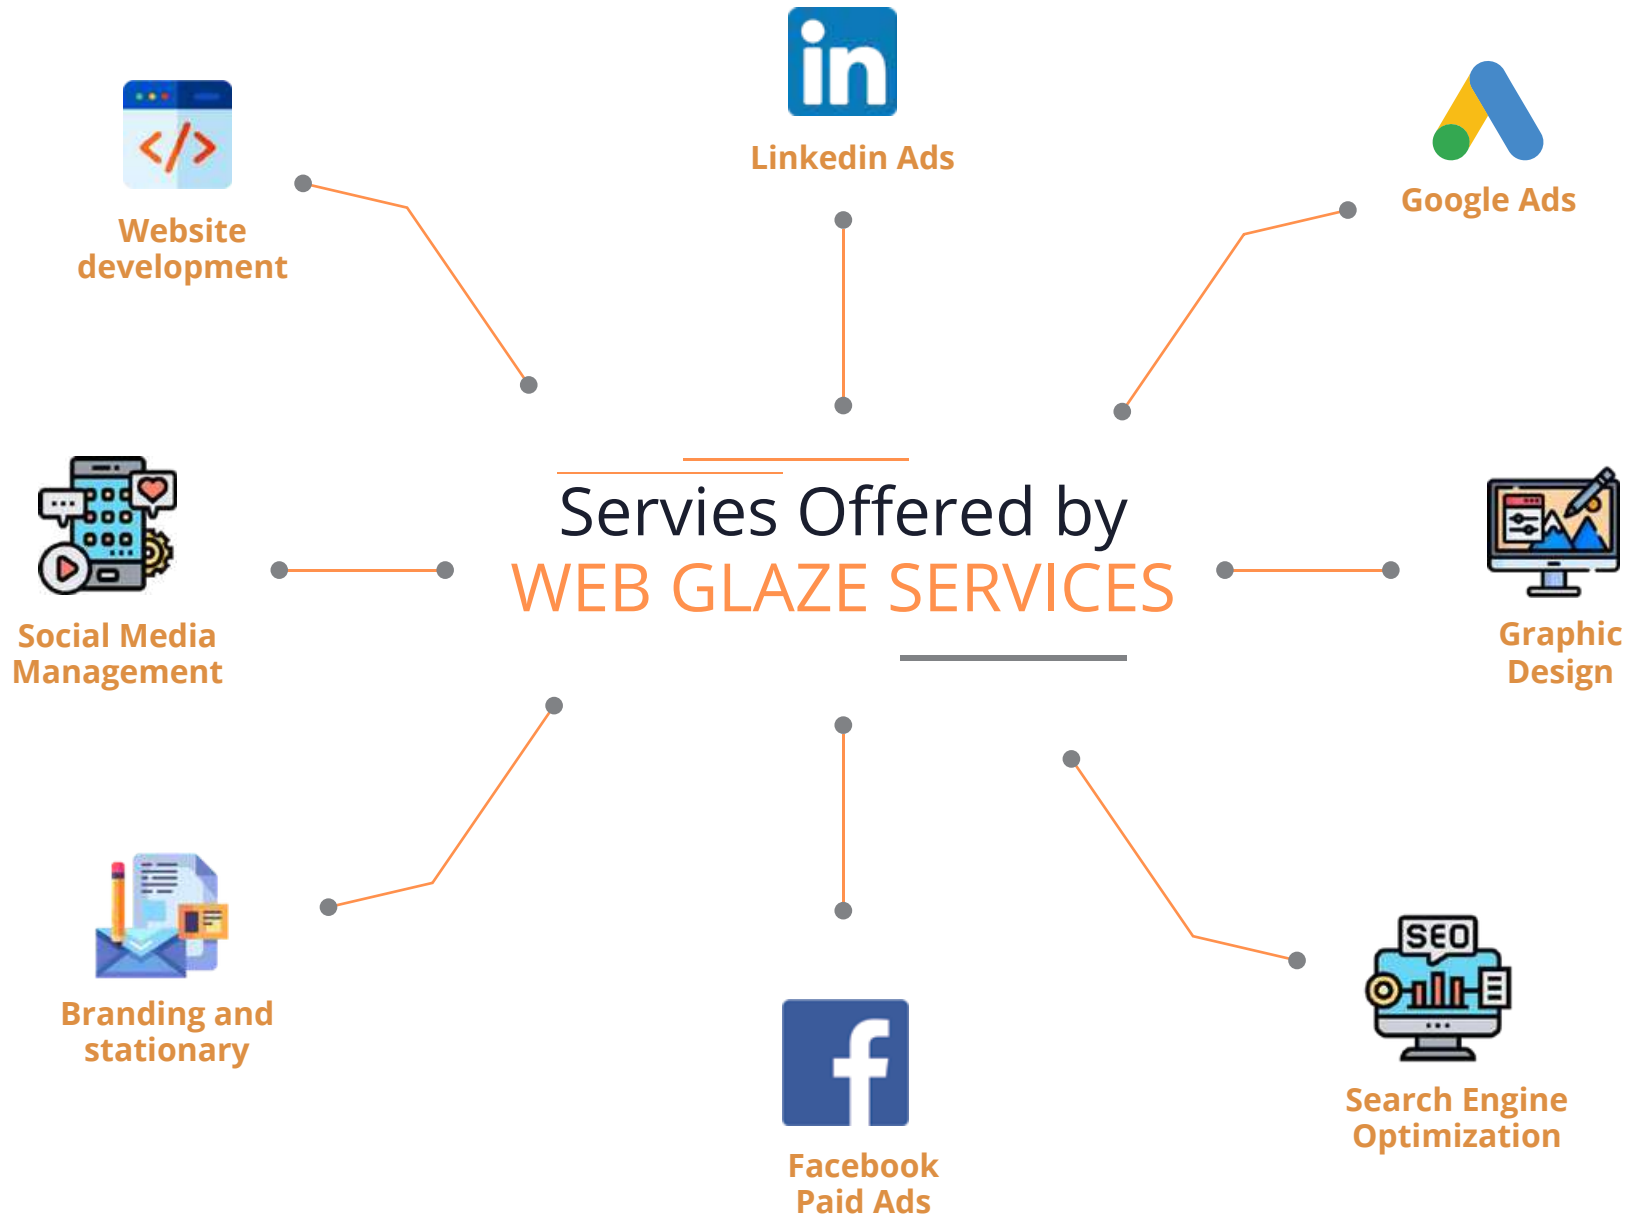 in
Linkedin Ads
Google Ads
Website
development
Servies Offered by
WEB GLAZE SERVICES
Social Media
Management
Graphic
Design
Branding and
stationary
SEO
Search Engine
Optimization
f
Facebook
Paid Ads